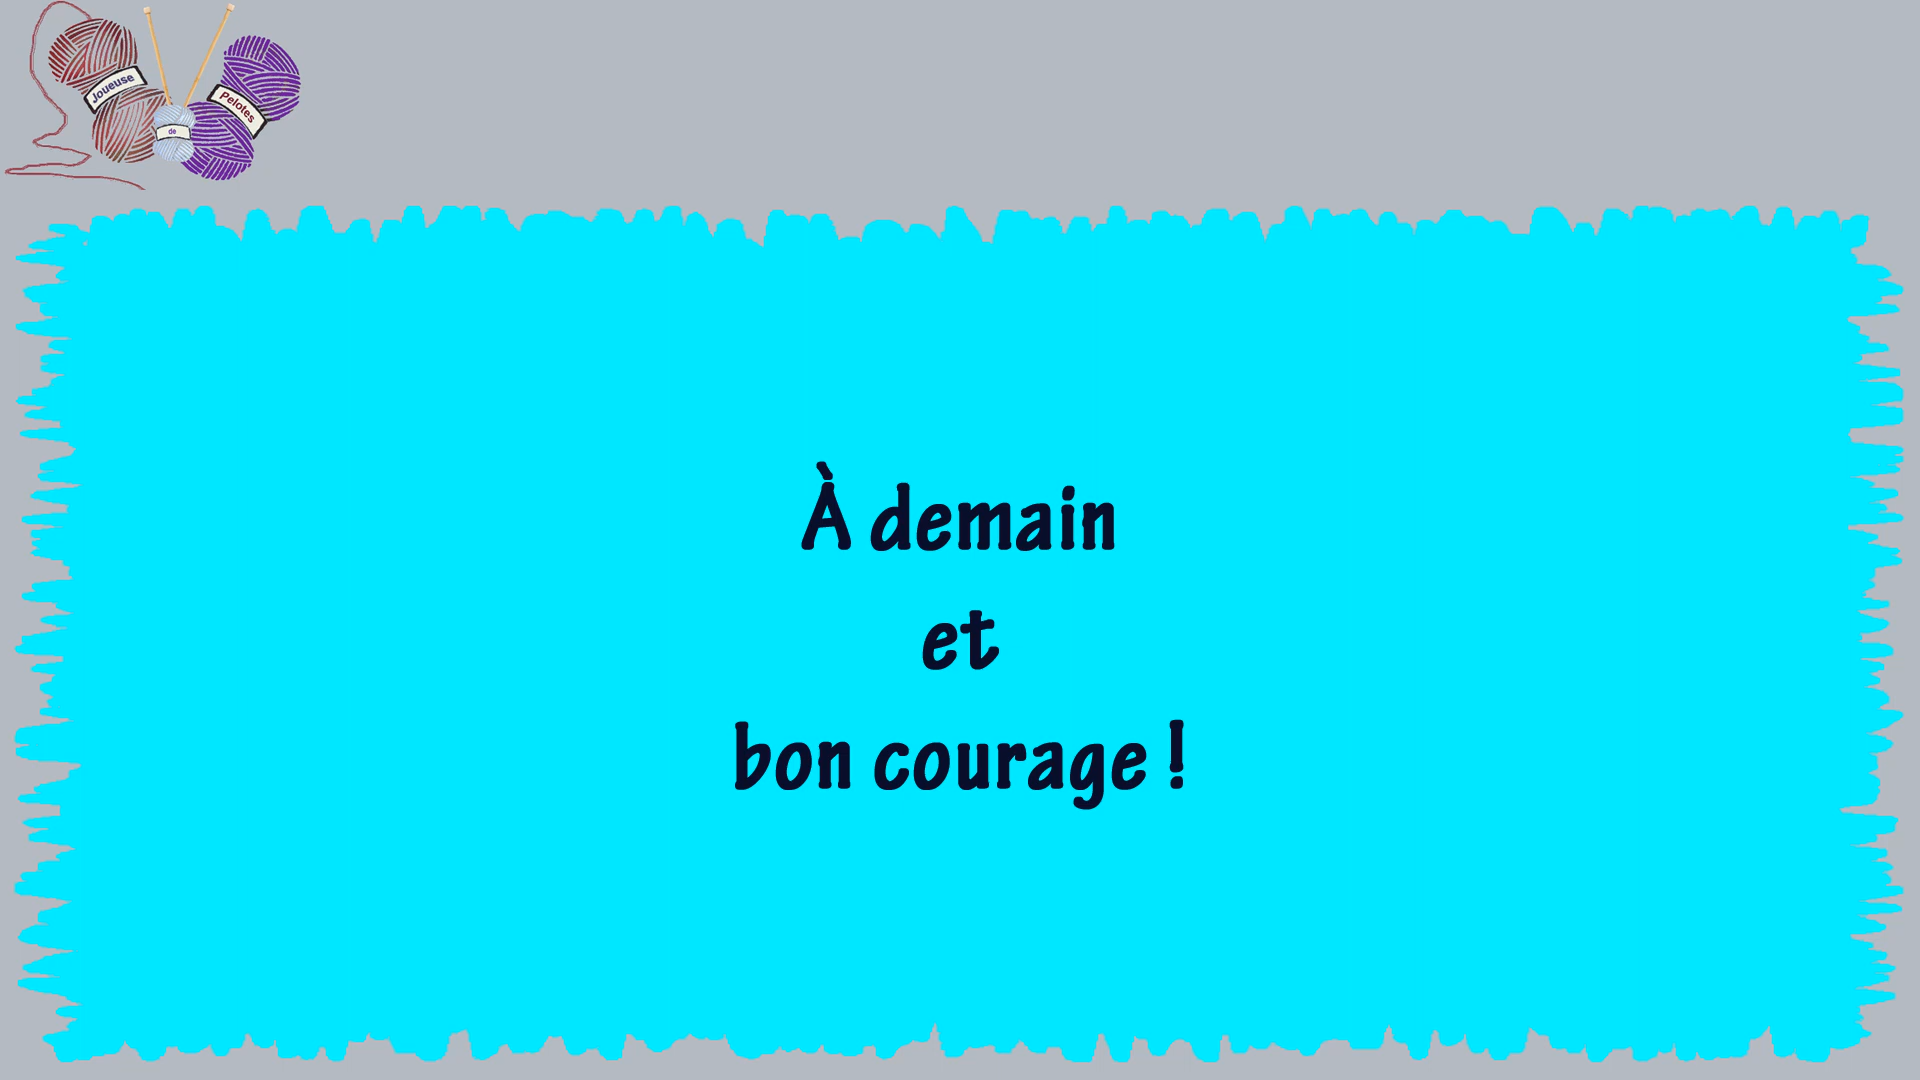 Joueuse
de
Pelotes
À demain
et
bon courage !